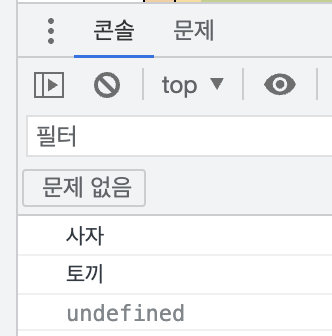 콘솔 문제
top
필터
문제 없음
사자
토끼
undefined